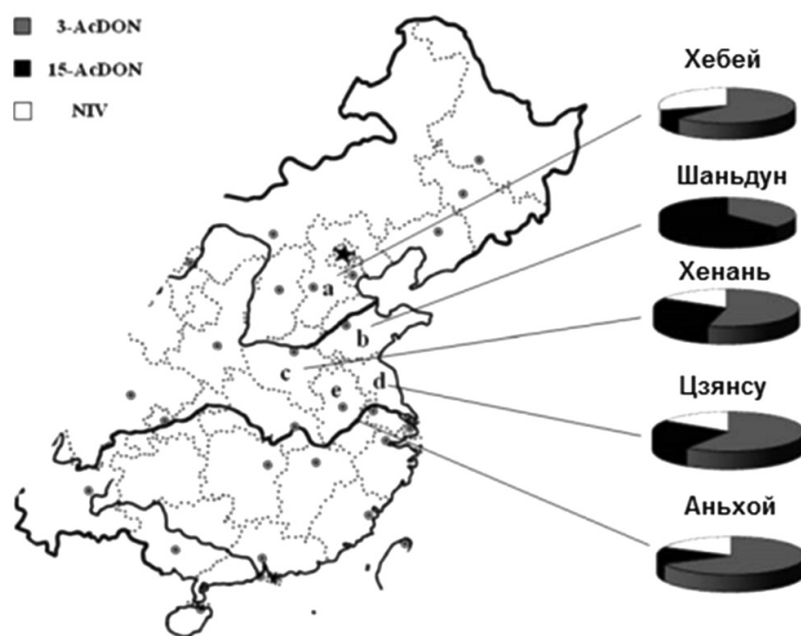 3-AcDON
15-AcDON
NIV
Хебей
Шаньдун
Хенань
Цзянсу
Аньхой
a
b
c
d
e